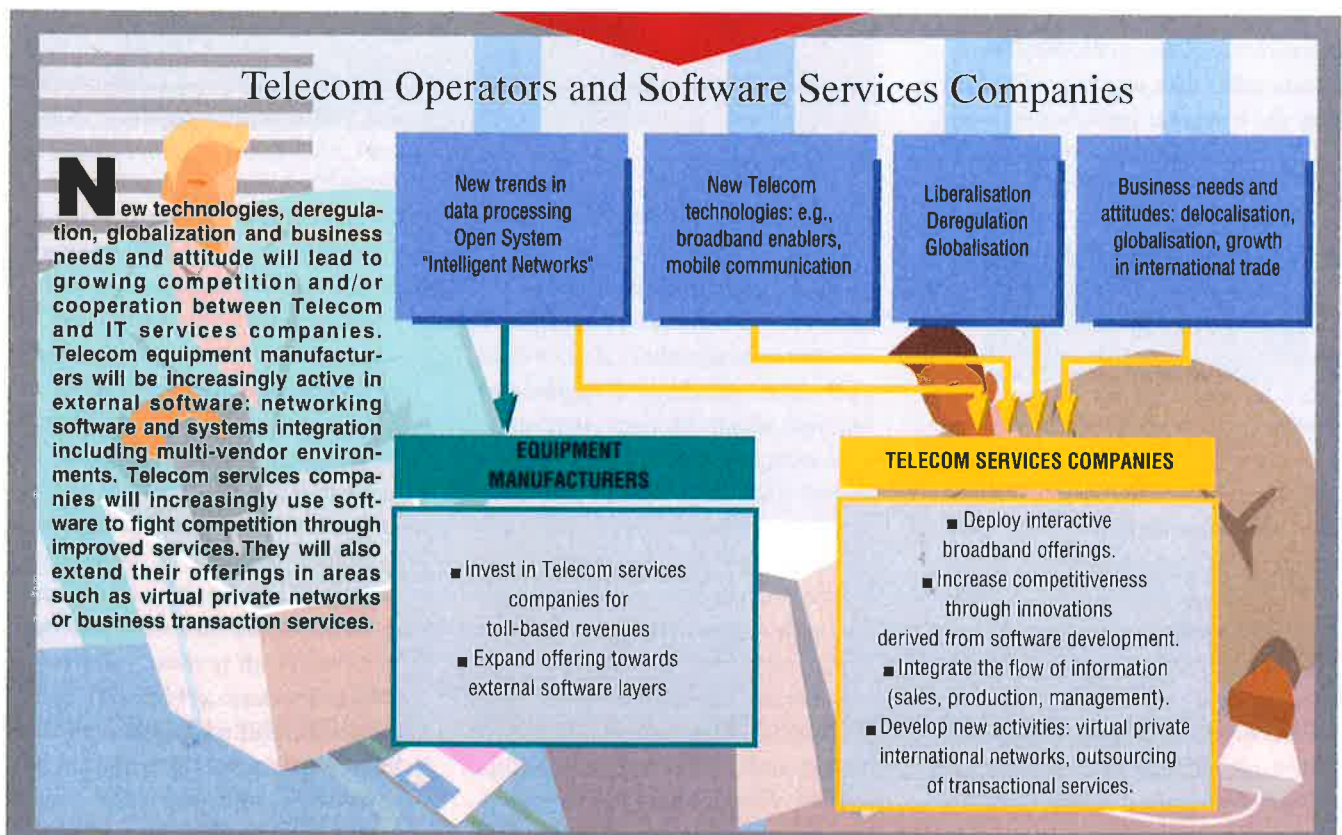 Telecom Operators and Software Services Companies
New technologies, deregula-
tion, globalization and business
needs and attitude will lead to
growing competition and/or
cooperation between Telecom
and IT services companies.
Telecom equipment manufactur-
ers will be increasingly active in
external software: networking
software and systems integration
including multi-vendor environ-
ments. Telecom services compa-
nies will increasingly use soft-
ware to fight competition through
improved services. They will also
extend their offerings in areas
such as virtual private networks
or business transaction services.
New trends in
data processing
Open System
"Intelligent Networks"
New Telecom
technologies: e.g.,
broadband enablers,
mobile communication
Liberalisation
Deregulation
Globalisation
Business needs and
attitudes: delocalisation,
globalisation, growth
in international trade
EQUIPMENT
MANUFACTURERS
■ Invest in Telecom services
companies for
toll-based revenues
■ Expand offering towards
external software layers
TELECOM SERVICES COMPANIES
■ Deploy interactive
broadband offerings.
■ Increase competitiveness
through innovations
derived from software development.
■ Integrate the flow of information
(sales, production, management).
■ Develop new activities: virtual private
international networks, outsourcing
of transactional services.